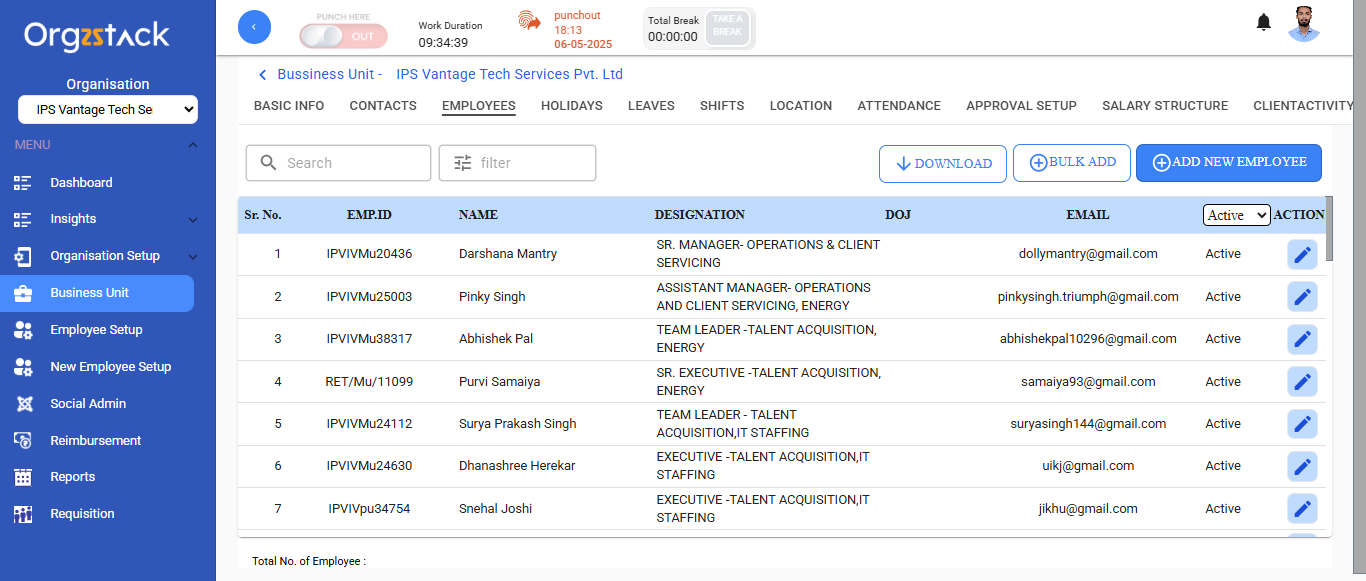 Orgzstack
PUNCH HERE
OUT
Work Duration
09:34:39
punchout
18:13
06-05-2025
Total Break
00:00:00
TAKE A
BREAK
Organisation
IPS Vantage Tech Se
MENU
Dashboard
Insights
Organisation Setup
Business Unit
Employee Setup
New Employee Setup
Social Admin
Reimbursement
Reports
Requisition
Bussiness Unit - IPS Vantage Tech Services Pvt. Ltd
BASIC INFO CONTACTS EMPLOYEES HOLIDAYS LEAVES SHIFTS LOCATION ATTENDANCE APPROVAL SETUP SALARY STRUCTURE CLIENTACTIVITY
Search filter DOWNLOAD BULK ADD ADD NEW EMPLOYEE
Sr. No. EMP.ID NAME DESIGNATION DOJ EMAIL Active ACTION
1 IPVIVMu20436 Darshana Mantry SR. MANAGER- OPERATIONS & CLIENT
SERVICING dollymantry@gmail.com Active
2 IPVIVMu25003 Pinky Singh ASSISTANT MANAGER- OPERATIONS
AND CLIENT SERVICING, ENERGY pinkysingh.triumph@gmail.com Active
3 IPVIVMu38317 Abhishek Pal TEAM LEADER -TALENT ACQUISITION,
ENERGY abhishekpal10296@gmail.com Active
4 RET/Mu/11099 Purvi Samaiya SR. EXECUTIVE -TALENT ACQUISITION,
ENERGY samaiya93@gmail.com Active
5 IPVIVMu24112 Surya Prakash Singh TEAM LEADER - TALENT
ACQUISITION,IT STAFFING suryasingh144@gmail.com Active
6 IPVIVMu24630 Dhanashree Herekar EXECUTIVE -TALENT ACQUISITION,IT
STAFFING uikj@gmail.com Active
7 IPVIVpu34754 Snehal Joshi EXECUTIVE -TALENT ACQUISITION,IT
STAFFING jikhu@gmail.com Active
Total No. of Employee :